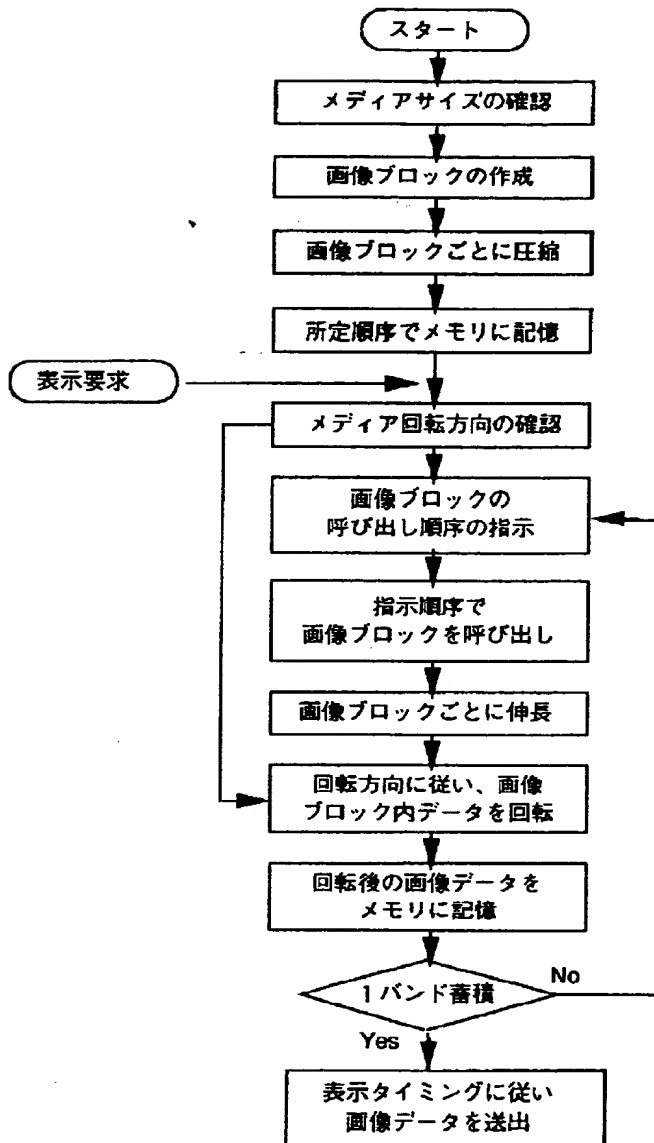 スタート
メディアサイズの確認
画像ブロックの作成
画像ブロックごとに圧縮
所定順序でメモリに記憶
表示要求
メディア回転方向の確認
画像ブロックの
呼び出し順序の指示
指示順序で
画像ブロックを呼び出し
画像ブロックごとに伸長
回転方向に従い、画像
ブロック内データを回転
回転後の画像データを
メモリに記憶
1バンド蓄積
No
Yes
表示タイミングに従い
画像データを送出